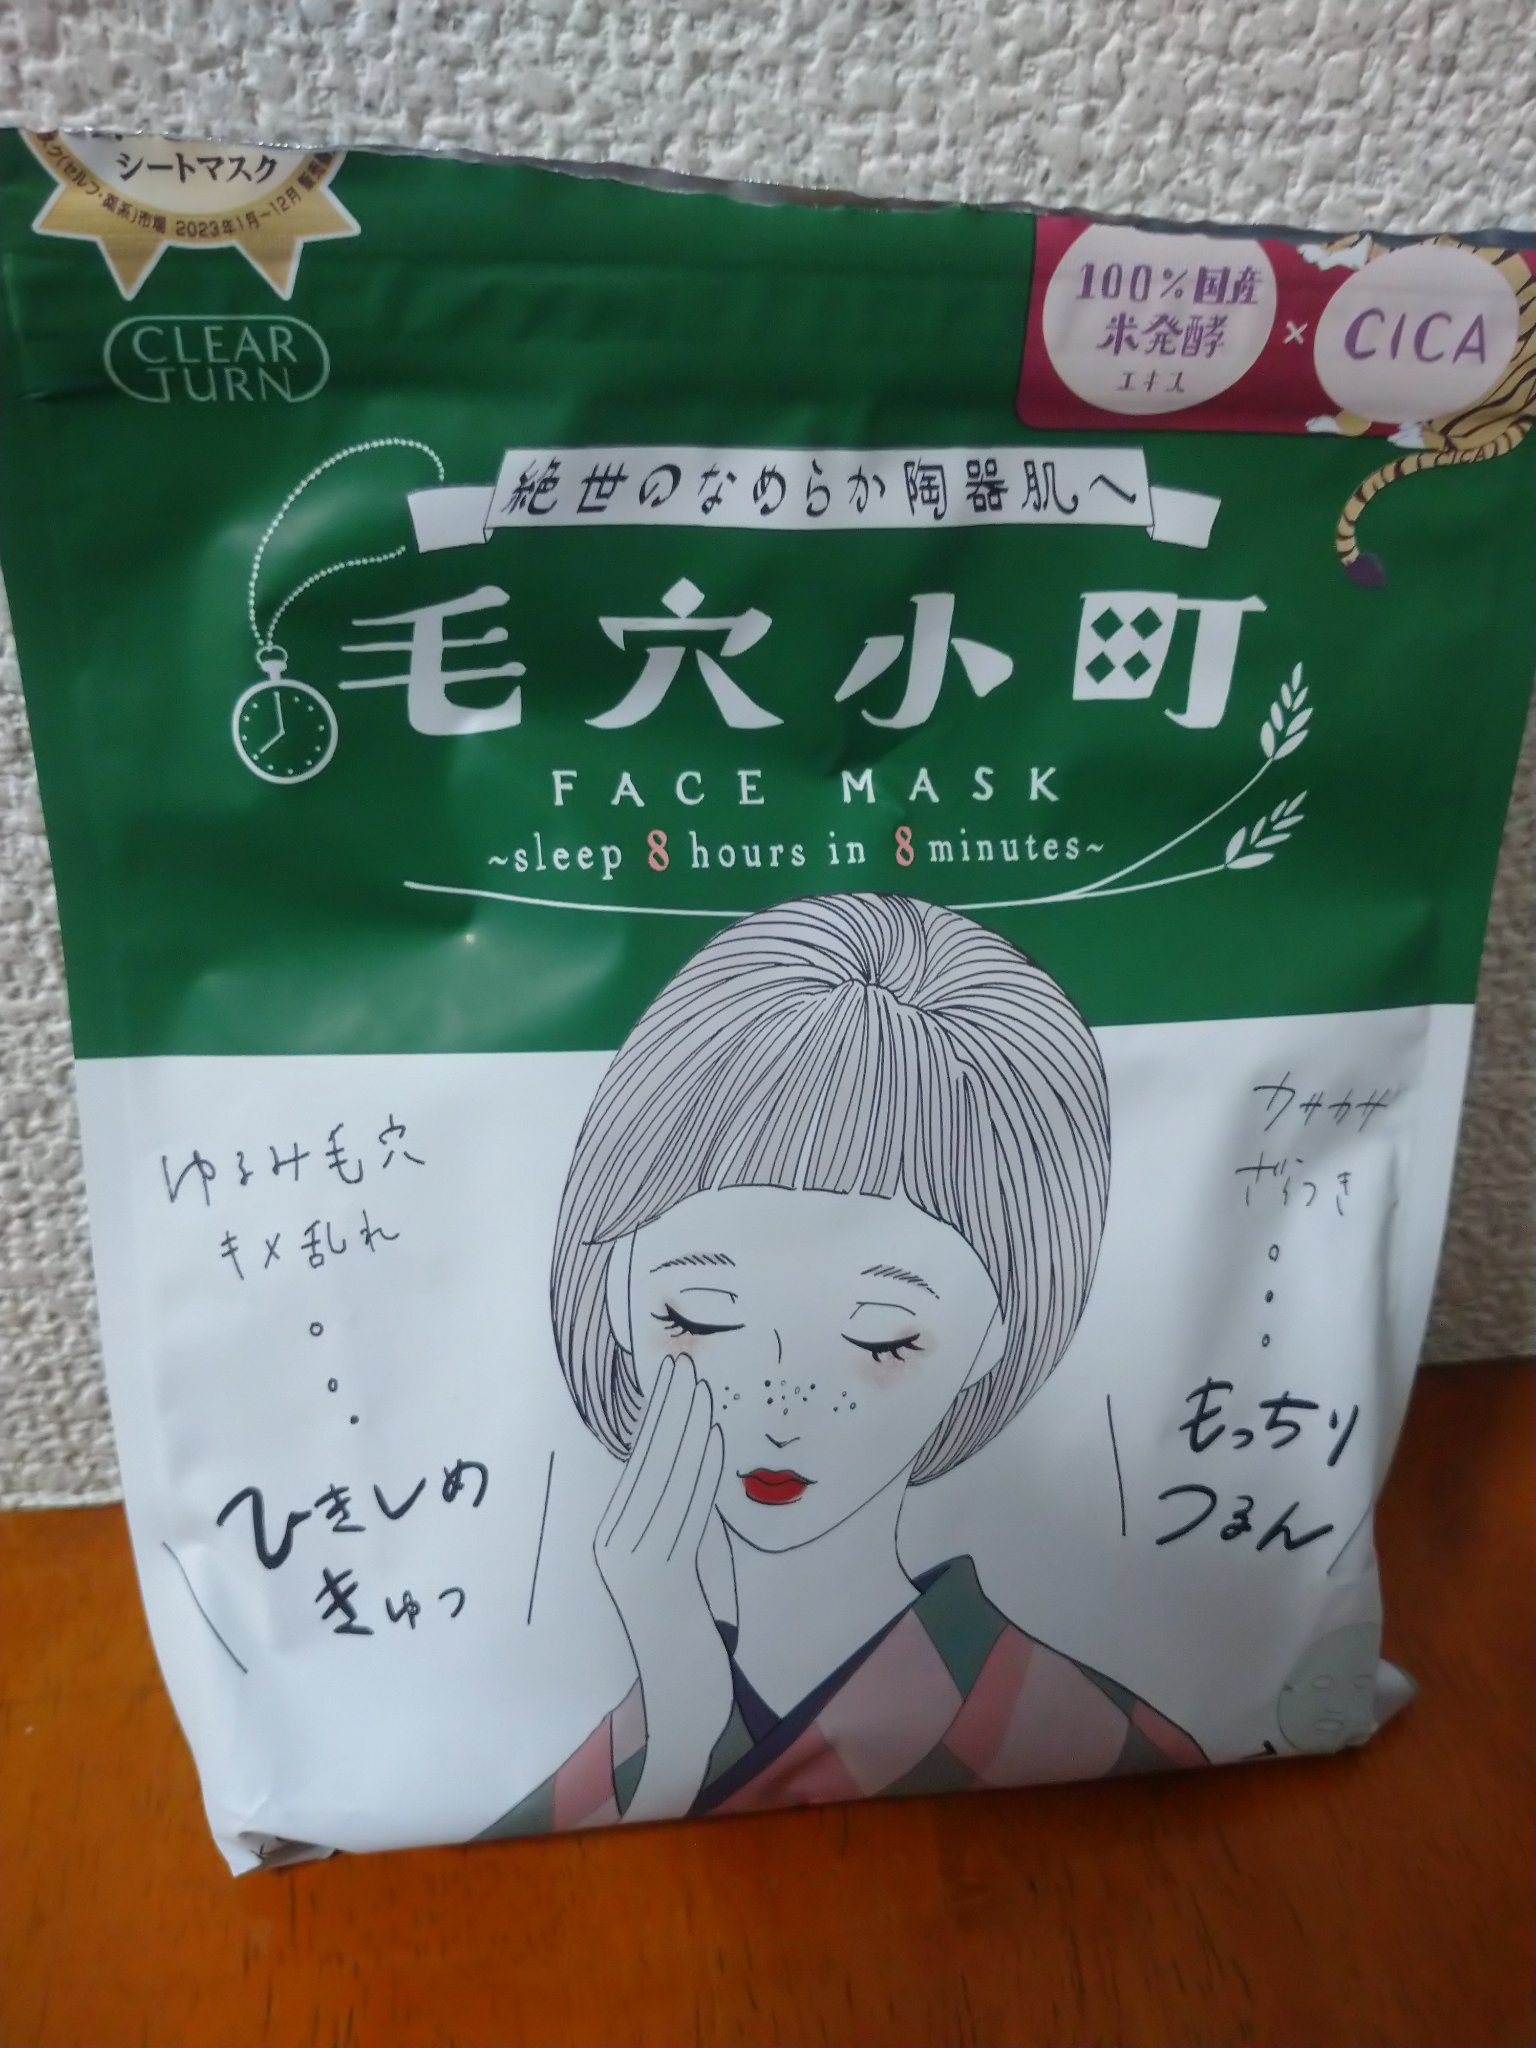 シートマスク
市場 2023年1月~12月
CLEAR
TURN
100%国産
米発酵
エキス
×
CICA
CICA
絶世のなめらか陶器肌へ
毛穴小町
FACE MASK
~sleep 8 hours in 8 minutes~
ゆるみ毛穴
キメ乱れ
カサカサ
ざらつき
ひきしめ
きゅっ
もっちり
つるん